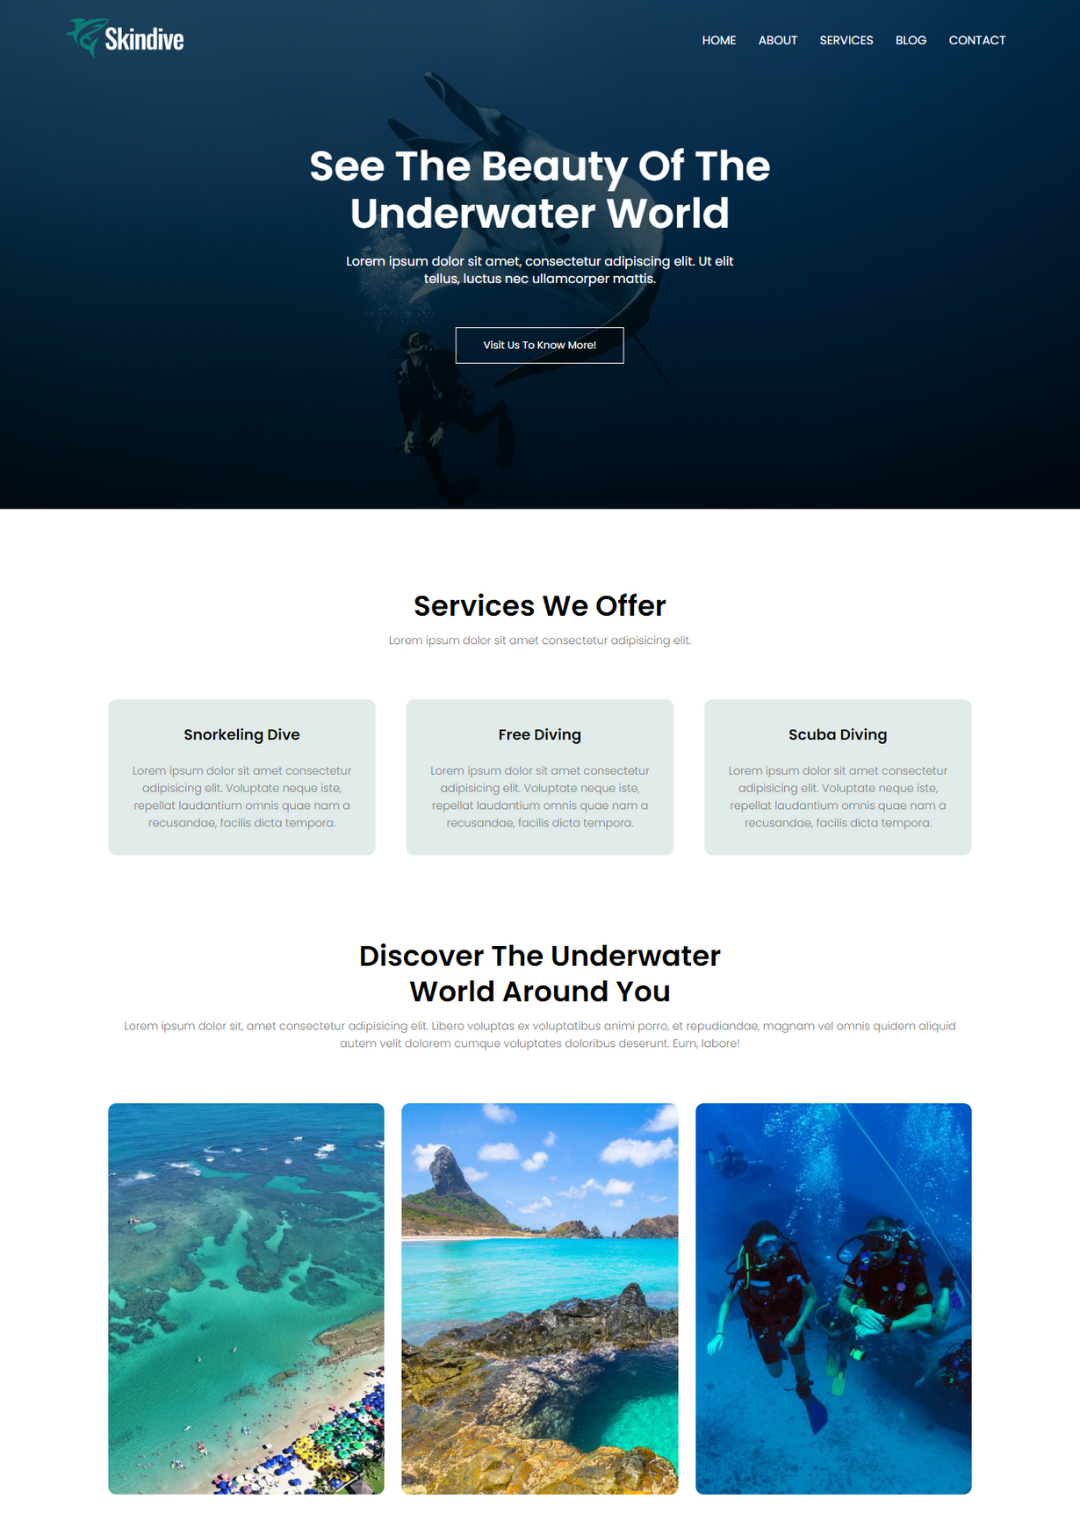 Skindive
HOME ABOUT SERVICES BLOG CONTACT
See The Beauty Of The
Underwater World
Lorem ipsum dolor sit amet, consectetur adipiscing elit. Ut elit
tellus, luctus nec ullamcorper mattis.
Visit Us To Know More!
Services We Offer
Lorem ipsum dolor sit amet consectetur adipisicing elit.
Snorkeling Dive
Lorem ipsum dolor sit amet consectetur
adipisicing elit. Voluptate neque iste,
repellat laudantium omnis quae nam a
recusandae, facilis dicta tempora.
Free Diving
Lorem ipsum dolor sit amet consectetur
adipisicing elit. Voluptate neque iste,
repellat laudantium omnis quae nam a
recusandae, facilis dicta tempora.
Scuba Diving
Lorem ipsum dolor sit amet consectetur
adipisicing elit. Voluptate neque iste,
repellat laudantium omnis quae nam a
recusandae, facilis dicta tempora.
Discover The Underwater
World Around You
Lorem ipsum dolor sit, amet consectetur adipisicing elit. Libero voluptas ex voluptatibus animi porro, et repudiandae, magnam vel omnis quidem aliquid
autem velit dolorem cumque voluptates doloribus deserunt. Eum, labore!